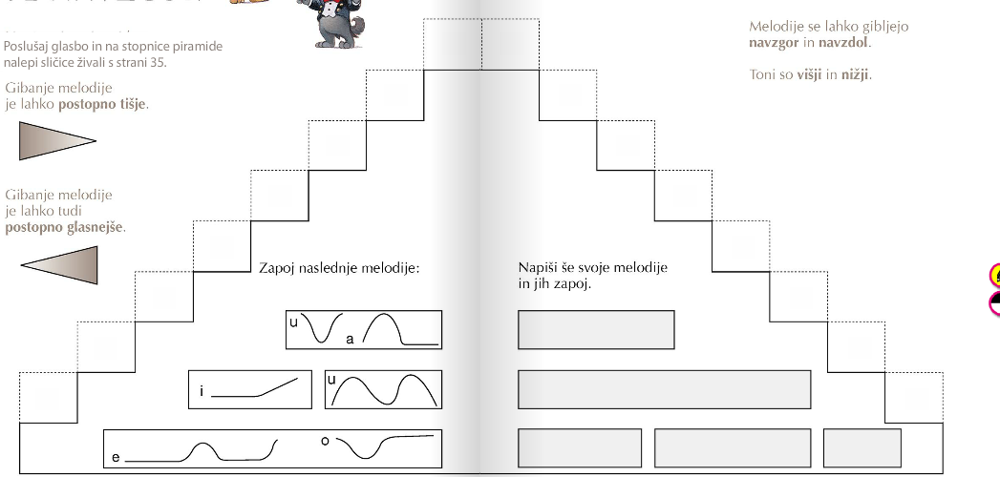 Poslušaj glasbo in na stopnice piramide
nalepi sličice živali s strani 35.
Gibanje melodije
je lahko postopno tišje.
Gibanje melodije
je lahko tudi
postopno glasnejše.
Melodije se lahko gibljejo
navzgor in navzdol.
Toni so višji in nižji.
Zapoj naslednje melodije:
u a
i u
e o
Napiši še svoje melodije
in jih zapoj.